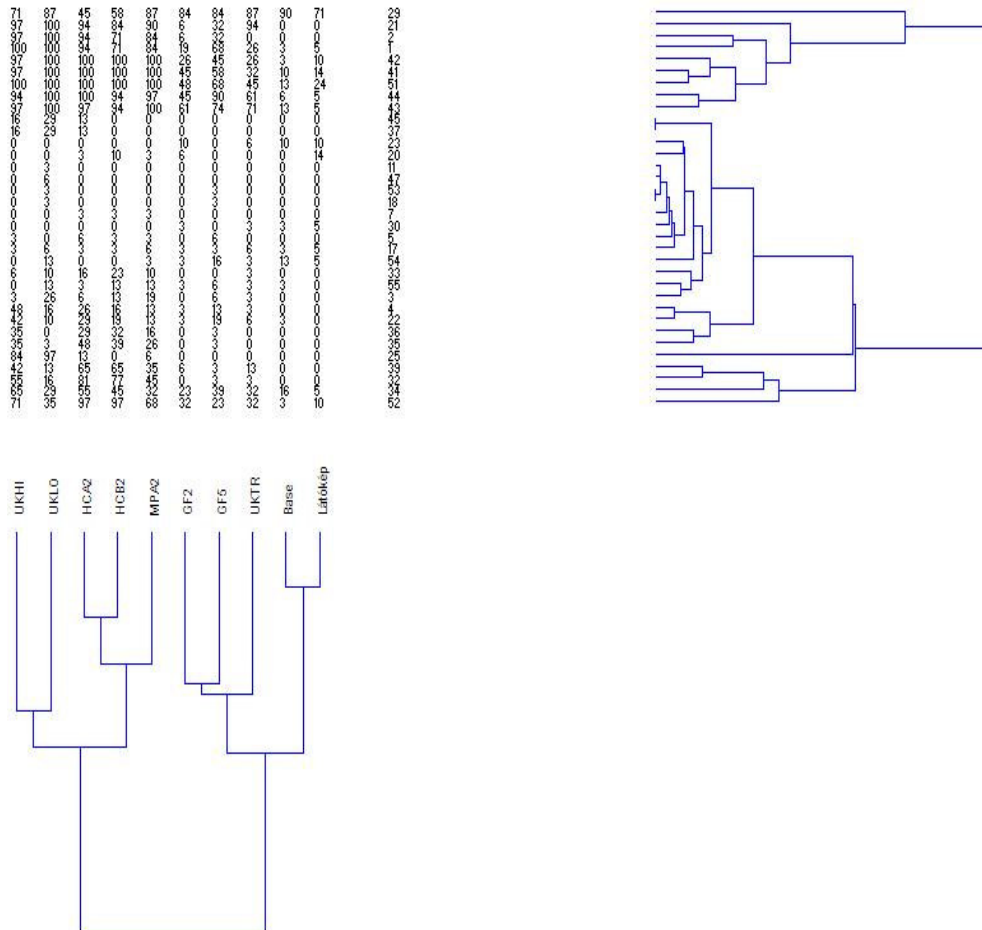 71 87 45 58 87 84 84 87 90 71 29
97 100 94 84 90 6 32 94 0 0 21
97 100 94 71 84 6 32 0 0 0 2
100 100 94 71 84 19 68 26 3 5 1
97 100 100 100 100 26 45 26 3 10 42
97 100 100 100 100 45 58 32 10 14 41
100 100 100 100 100 48 68 45 13 24 51
94 100 100 94 97 45 90 61 6 5 44
97 100 97 94 100 61 74 71 13 5 43
16 29 13 0 0 0 0 0 0 0 45
16 29 13 0 0 0 0 0 0 0 37
0 0 0 0 0 10 0 6 10 10 23
0 0 3 10 3 6 0 0 0 14 20
0 3 0 0 0 0 0 0 0 0 11
0 6 0 0 0 0 0 0 0 0 47
0 3 0 0 0 0 3 0 0 0 53
0 3 0 0 0 0 3 0 0 0 18
0 0 3 3 3 0 0 0 0 0 7
0 0 0 0 0 3 0 3 3 5 30
3 0 6 3 3 0 6 0 0 0 5
3 6 3 3 6 3 3 6 3 5 17
0 13 0 0 3 3 16 3 13 5 54
6 10 16 23 10 0 0 3 0 0 33
0 13 3 13 13 3 6 3 3 0 55
3 26 6 13 19 0 6 3 0 0 3
48 16 26 16 13 3 13 3 0 0 4
42 10 29 19 13 3 19 6 3 0 22
35 0 29 32 16 0 3 0 0 0 36
35 3 48 39 26 0 3 0 0 0 35
84 97 13 0 6 0 0 0 0 0 25
42 13 65 65 35 6 3 13 0 0 39
55 16 81 77 45 0 3 3 0 0 32
65 29 55 45 32 23 39 32 16 5 34
71 35 97 97 68 32 23 32 3 10 52
UKHI UKLO HCA2 HCB2 MPA2 GF2 GF5 UKTR Base Látókép